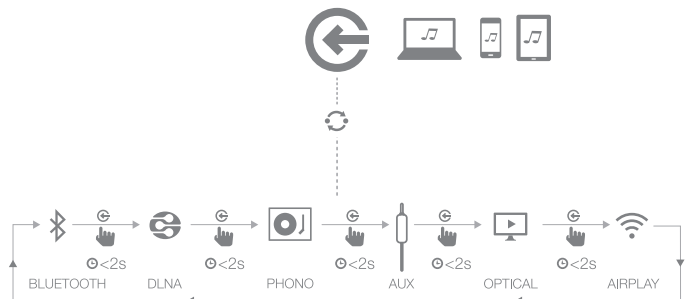 <2s <2s <2s <2s <2s
BLUETOOTH DLNA PHONO AUX OPTICAL AIRPLAY